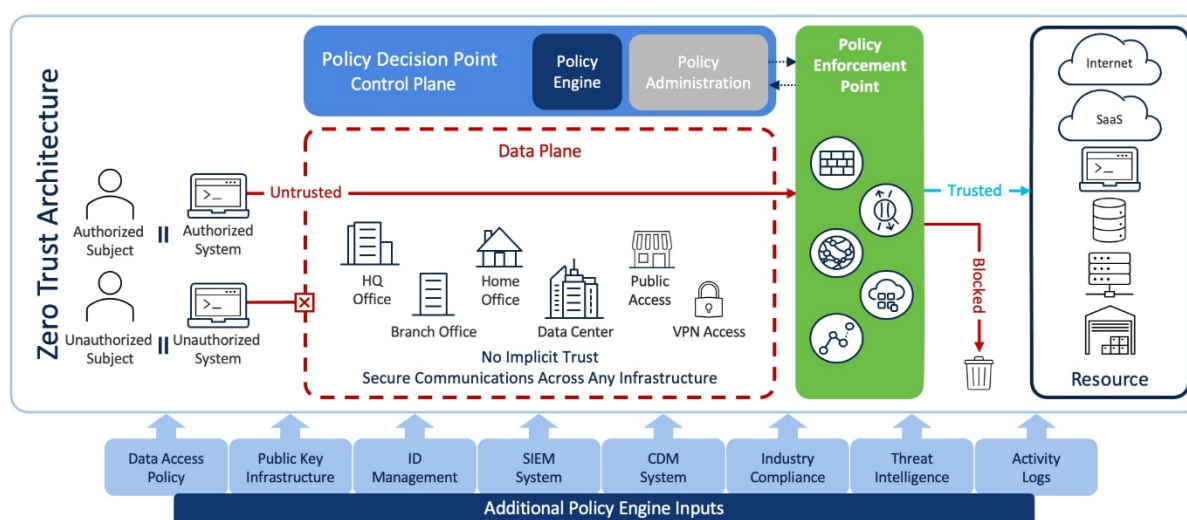 Zero Trust Architecture
Policy Decision Point
Control Plane
Policy
Engine
Policy
Administration
Policy
Enforcement
Point
Internet
SaaS
Data Plane
Untrusted
Trusted
Authorized
Subject
Authorized
System
Unauthorized
Subject
Unauthorized
System
HQ
Office
Branch Office
Home
Office
Data Center
Public
Access
VPN Access
No Implicit Trust
Secure Communications Across Any Infrastructure
Blocked
Resource
Data Access
Policy
Public Key
Infrastructure
ID
Management
SIEM
System
CDM
System
Industry
Compliance
Threat
Intelligence
Activity
Logs
Additional Policy Engine Inputs